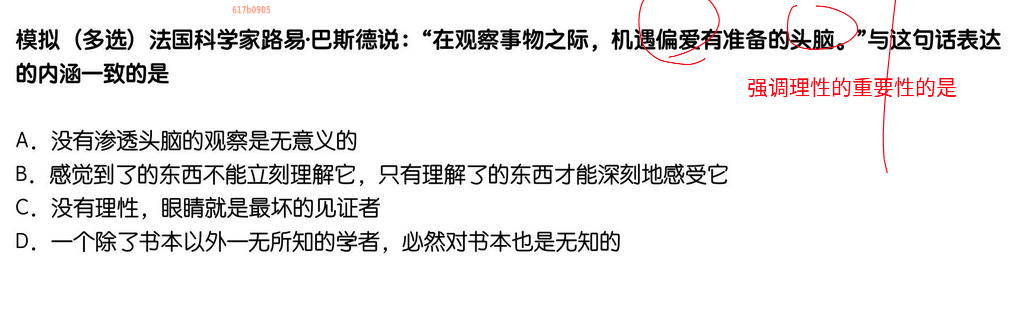 617b0905
模拟（多选）法国科学家路易·巴斯德说：“在观察事物之际，机遇偏爱有准备的头脑。”与这句话表达
的内涵一致的是
强调理性的重要性的是
A．没有渗透头脑的观察是无意义的
B．感觉到了的东西不能立刻理解它，只有理解了的东西才能深刻地感受它
C．没有理性，眼睛就是最坏的见证者
D．一个除了书本以外一无所知的学者，必然对书本也是无知的